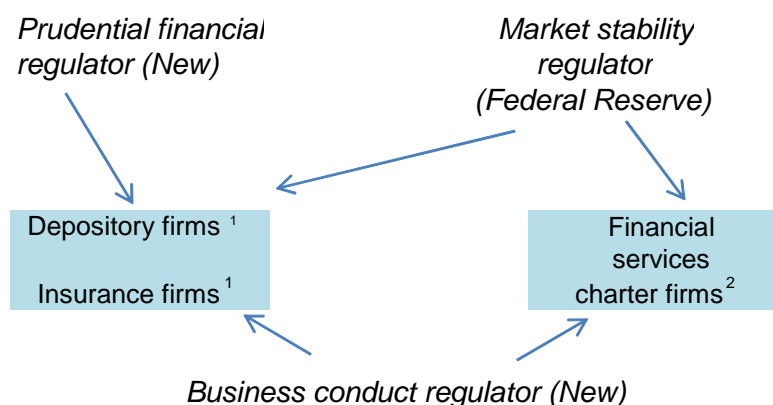 Prudential financial
regulator (New)
Market stability
regulator
(Federal Reserve)
Depository firms ¹
Insurance firms ¹
Financial
services
charter firms ²
Business conduct regulator (New)